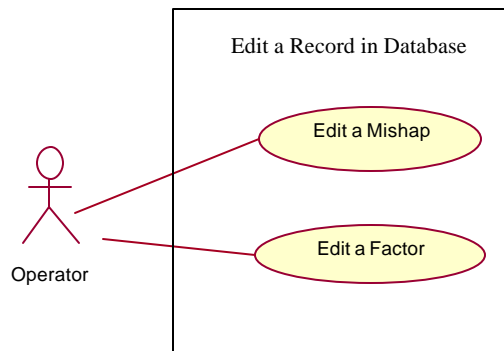 Edit a Record in Database
Edit a Mishap
Edit a Factor
Operator